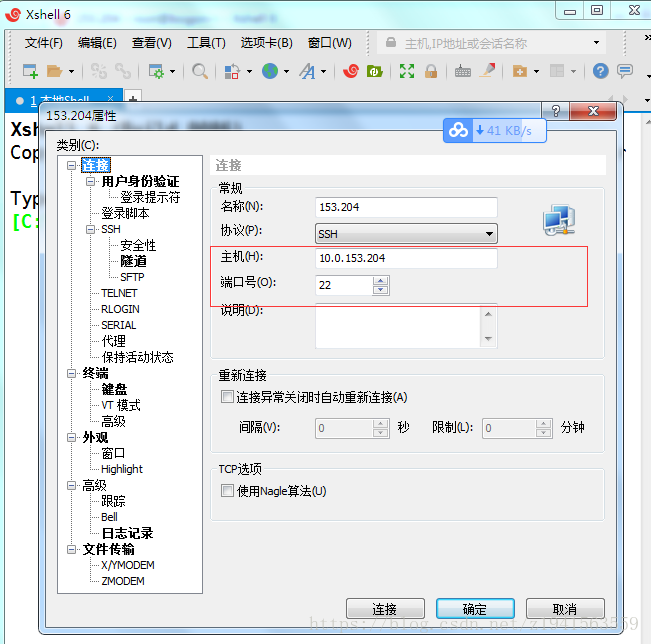 Xshell 6
文件(F) 编辑(E) 查看(V) 工具(T) 选项卡(B) 窗口(W) 主机,IP地址或会话名称
1 本地Shell
153.204属性
41 KB/s
类别(C):
连接
用户身份验证
登录提示符
登录脚本
SSH
安全性
隧道
SFTP
TELNET
RLOGIN
SERIAL
代理
保持活动状态
终端
键盘
VT 模式
高级
外观
窗口
Highlight
高级
跟踪
Bell
日志记录
文件传输
X/YMODEM
ZMODEM
连接
常规
名称(N): 153.204
协议(P): SSH
主机(H): 10.0.153.204
端口号(O): 22
说明(D):
重新连接
连接异常关闭时自动重新连接(A)
间隔(V): 0 秒 限制(L): 0 分钟
TCP选项
使用Nagle算法(U)
连接 确定 取消
Xs
Cop
Typ
[C:
https://blog.csdn.net/z1941563559